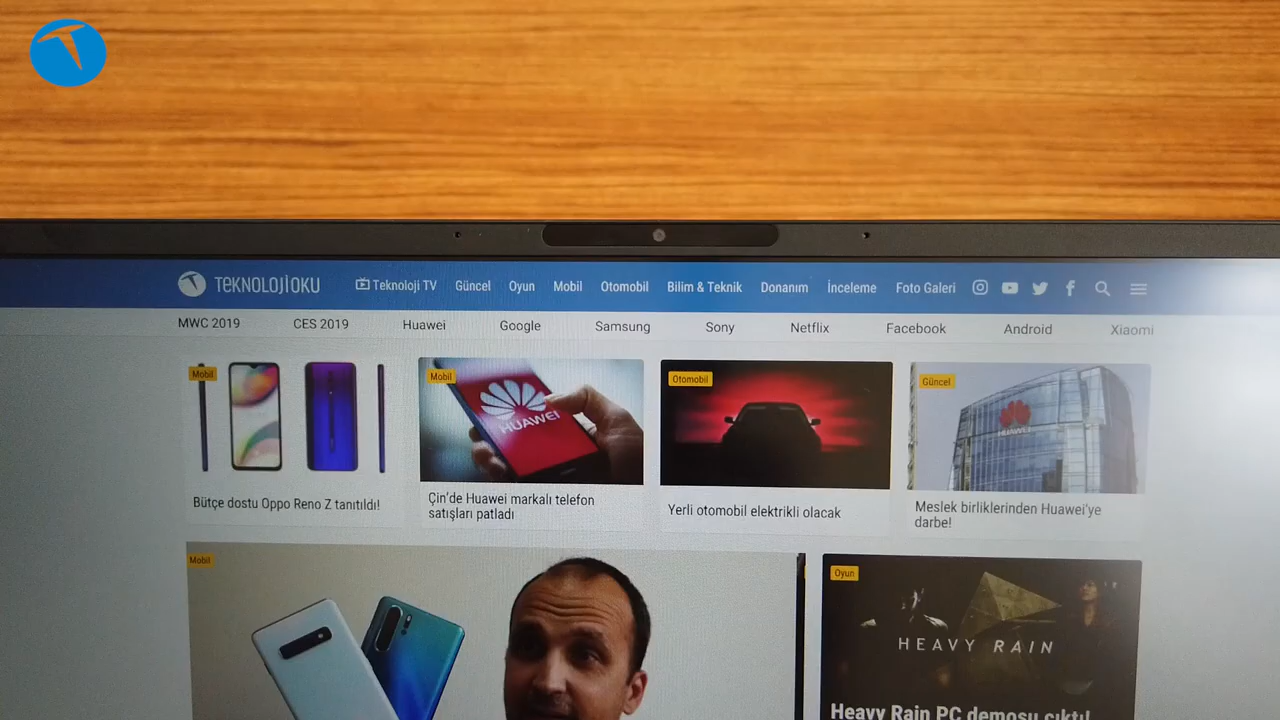 TEKNOLOJİOKU
Teknoloji TV Güncel Oyun Mobil Otomobil Bilim & Teknik Donanım İnceleme Foto Galeri
MWC 2019 CES 2019 Huawei Google Samsung Sony Netflix Facebook Android Xiaomi
Mobil
Bütçe dostu Oppo Reno Z tanıtıldı!
Mobil
HUAWEI
Çin'de Huawei markalı telefon
satışları patladı
Otomobil
Yerli otomobil elektrikli olacak
Güncel
HUAWEI
Meslek birliklerinden Huawei'ye
darbe!
Mobil
Oyun
HEAVY RAIN
Heavy Rain PC demosu çıktı!